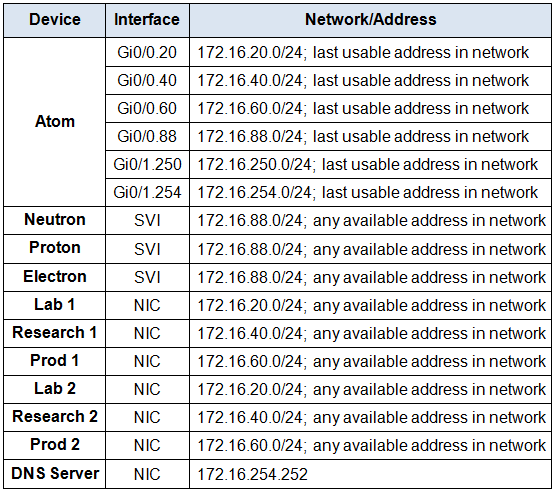 Device Interface Network/Address
Atom Gi0/0.20 172.16.20.0/24; last usable address in network
Gi0/0.40 172.16.40.0/24; last usable address in network
Gi0/0.60 172.16.60.0/24; last usable address in network
Gi0/0.88 172.16.88.0/24; last usable address in network
Gi0/1.250 172.16.250.0/24; last usable address in network
Gi0/1.254 172.16.254.0/24; last usable address in network
Neutron SVI 172.16.88.0/24; any available address in network
Proton SVI 172.16.88.0/24; any available address in network
Electron SVI 172.16.88.0/24; any available address in network
Lab 1 NIC 172.16.20.0/24; any available address in network
Research 1 NIC 172.16.40.0/24; any available address in network
Prod 1 NIC 172.16.60.0/24; any available address in network
Lab 2 NIC 172.16.20.0/24; any available address in network
Research 2 NIC 172.16.40.0/24; any available address in network
Prod 2 NIC 172.16.60.0/24; any available address in network
DNS Server NIC 172.16.254.252